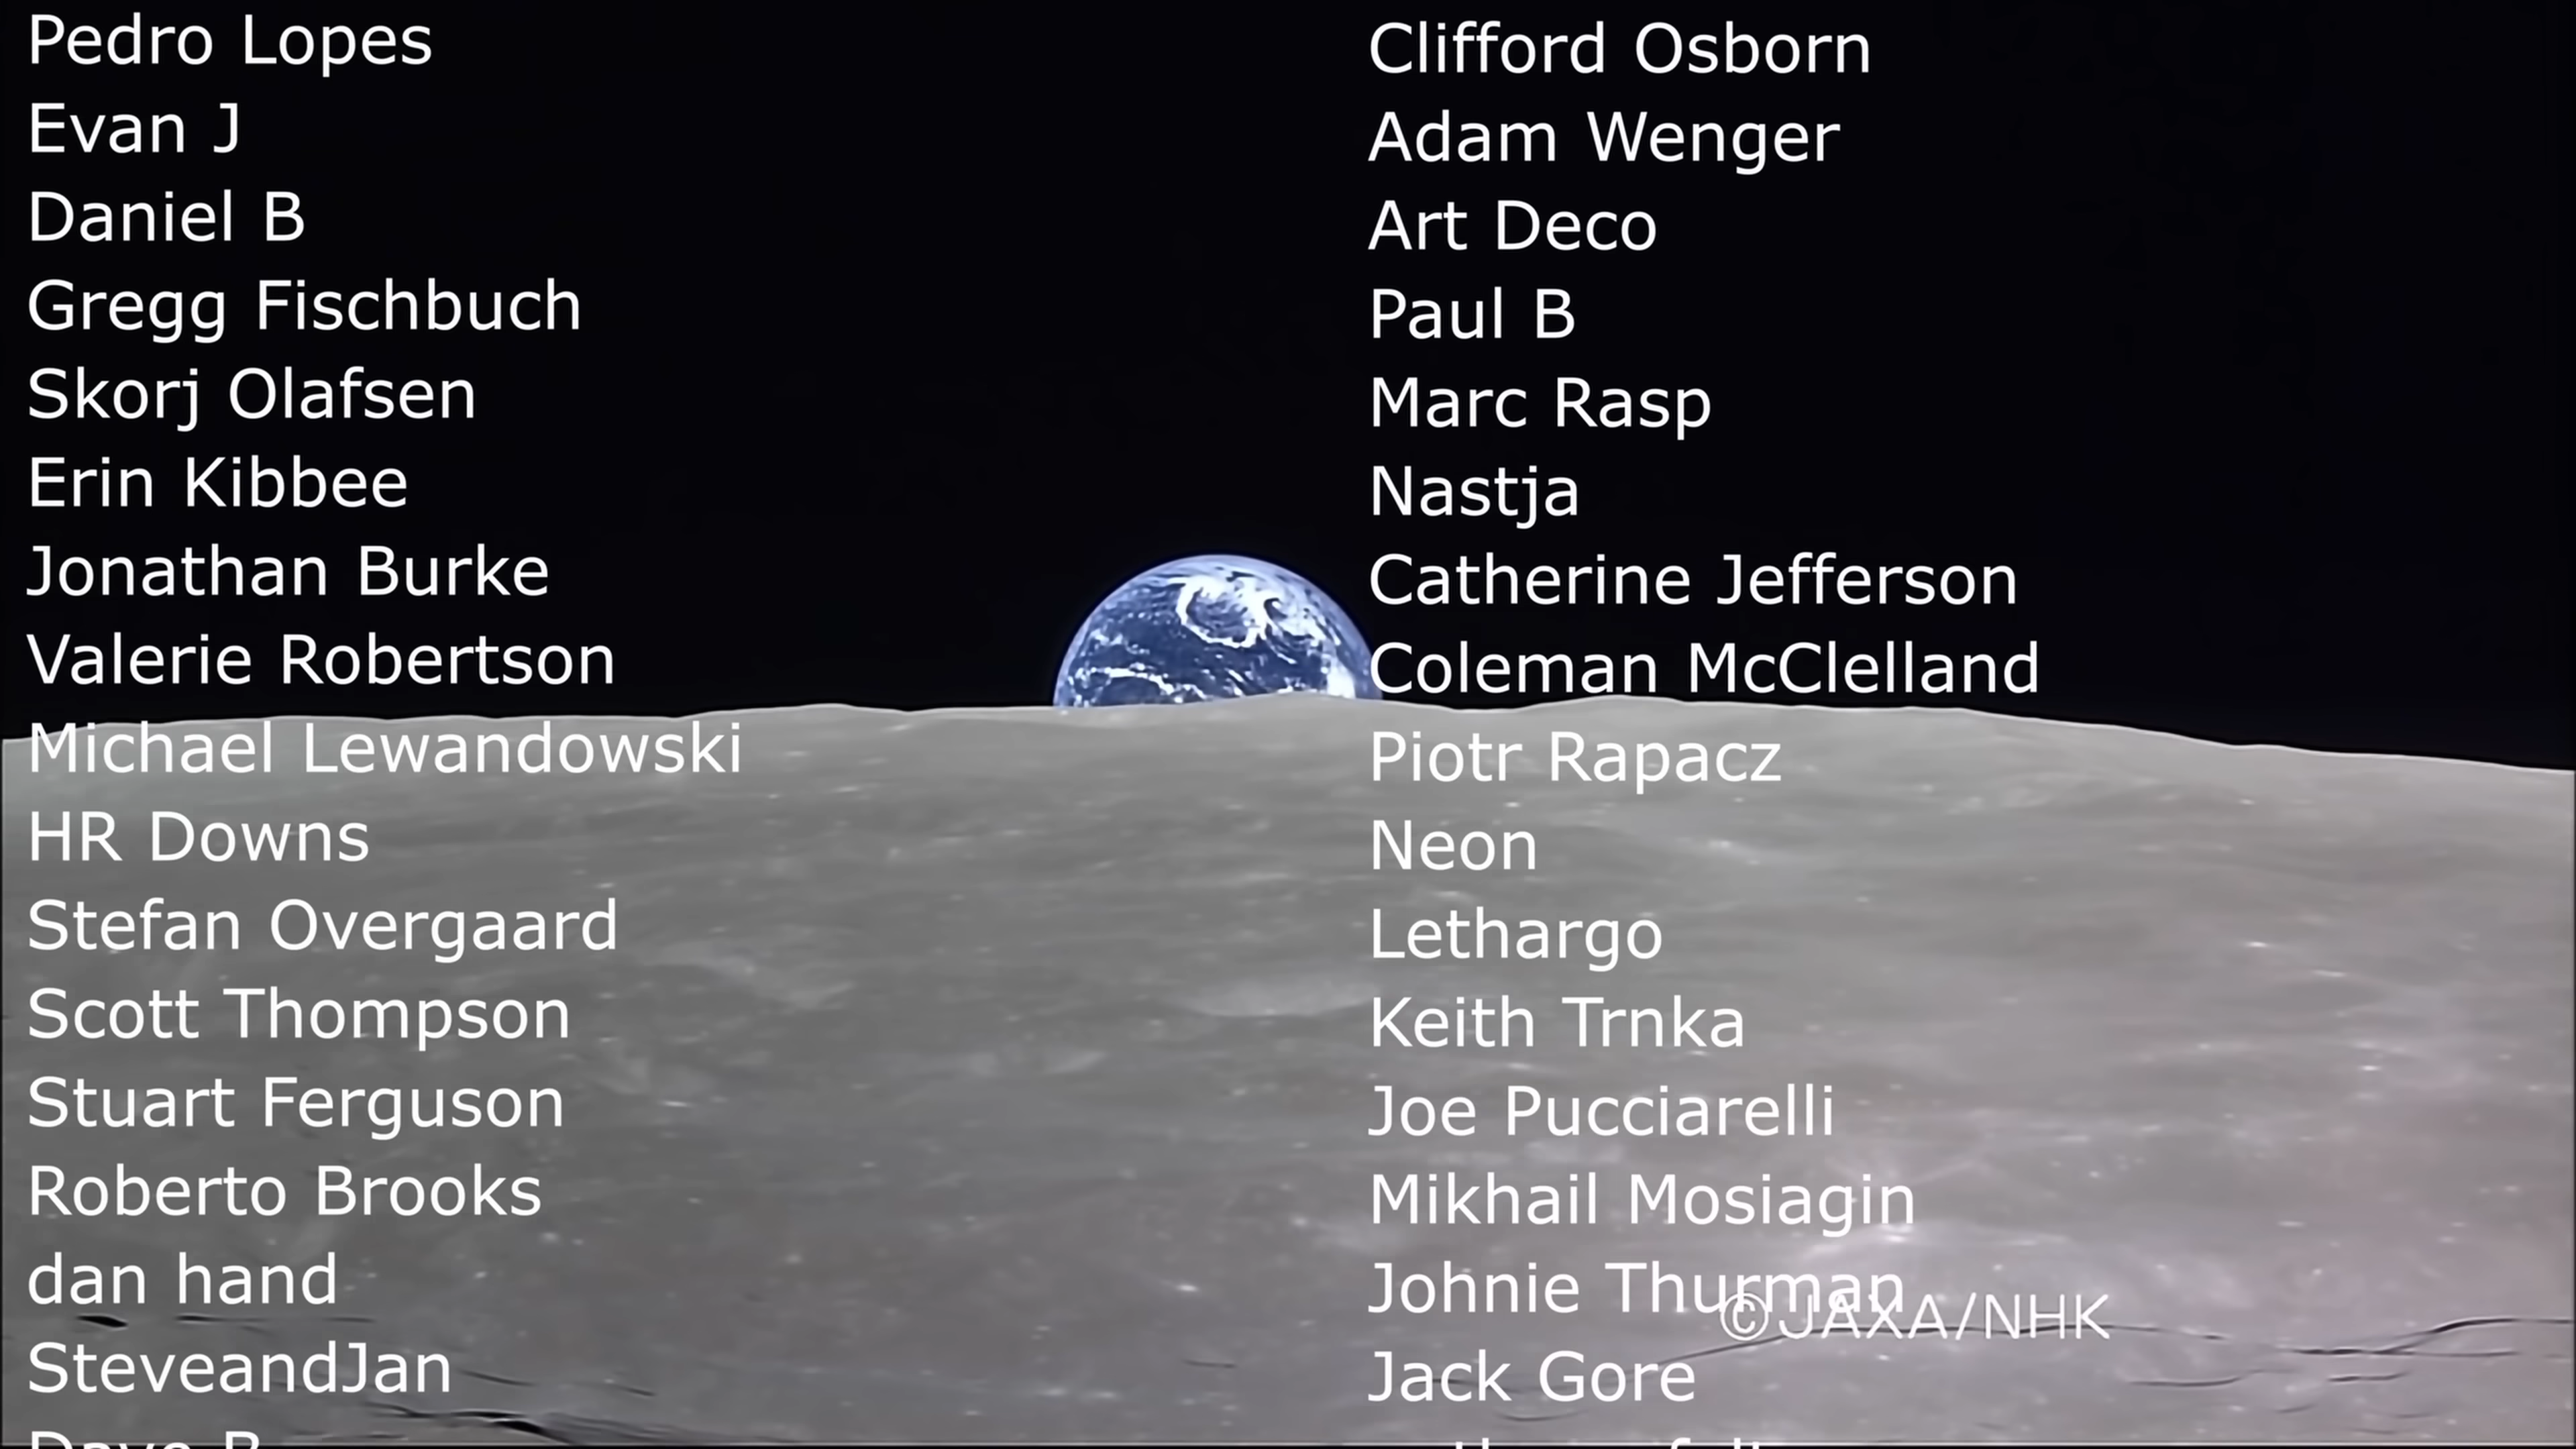 Pedro Lopes
Evan J
Daniel B
Gregg Fischbuch
Skorj Olafsen
Erin Kibbee
Jonathan Burke
Valerie Robertson
Michael Lewandowski
HR Downs
Stefan Overgaard
Scott Thompson
Stuart Ferguson
Roberto Brooks
dan hand
SteveandJan
Dave B
Clifford Osborn
Adam Wenger
Art Deco
Paul B
Marc Rasp
Nastja
Catherine Jefferson
Coleman McClelland
Piotr Rapacz
Neon
Lethargo
Keith Trnka
Joe Pucciarelli
Mikhail Mosiagin
Johnie Thurman
©JAXA/NHK
Jack Gore